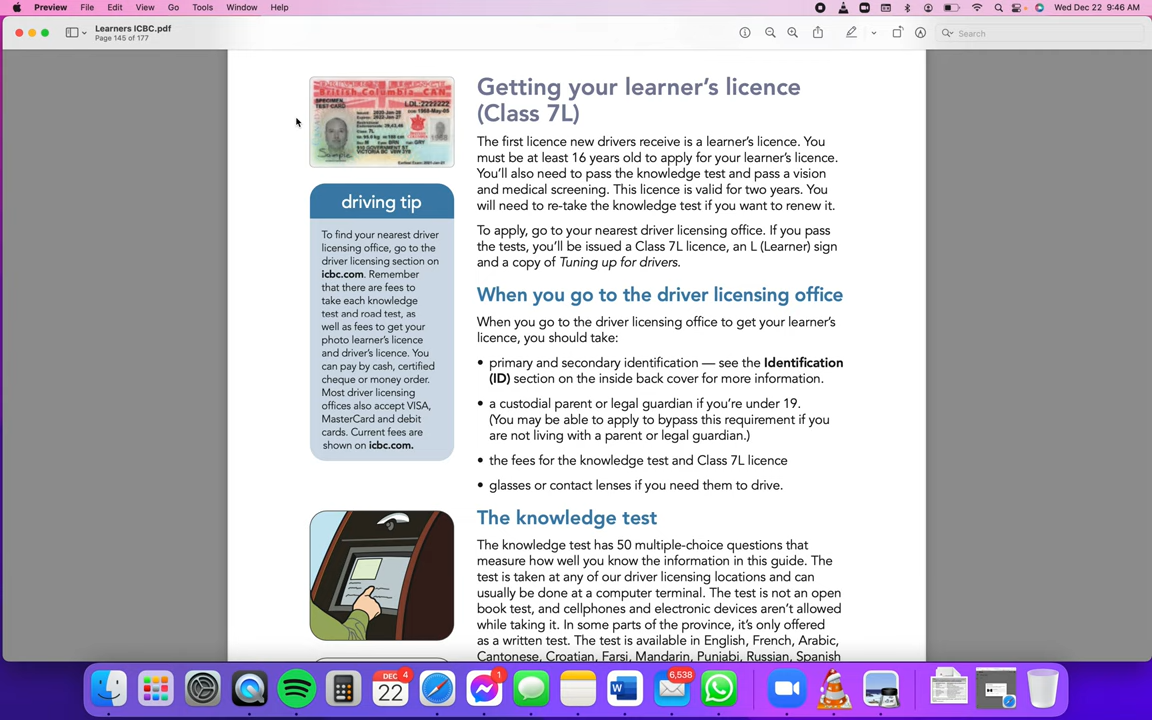 Preview File Edit View Go Tools Window Help
Wed Dec 22 9:46 AM
Learners ICBC.pdf
Page 145 of 177
Search
British Columbia CAN
SPECIMEN
TEST CARD
driving tip
To find your nearest driver
licensing office, go to the
driver licensing section on
icbc.com. Remember
that there are fees to
take each knowledge
test and road test, as
well as fees to get your
photo learner's licence
and driver's licence. You
can pay by cash, certified
cheque or money order.
Most driver licensing
offices also accept VISA,
MasterCard and debit
cards. Current fees are
shown on icbc.com.
Getting your learner's licence
(Class 7L)
The first licence new drivers receive is a learner's licence. You
must be at least 16 years old to apply for your learner's licence.
You'll also need to pass the knowledge test and pass a vision
and medical screening. This licence is valid for two years. You
will need to re-take the knowledge test if you want to renew it.
To apply, go to your nearest driver licensing office. If you pass
the tests, you'll be issued a Class 7L licence, an L (Learner) sign
and a copy of Tuning up for drivers.
When you go to the driver licensing office
When you go to the driver licensing office to get your learner's
licence, you should take:
• primary and secondary identification — see the Identification
(ID) section on the inside back cover for more information.
• a custodial parent or legal guardian if you're under 19.
(You may be able to apply to bypass this requirement if you
are not living with a parent or legal guardian.)
• the fees for the knowledge test and Class 7L licence
• glasses or contact lenses if you need them to drive.
The knowledge test
The knowledge test has 50 multiple-choice questions that
measure how well you know the information in this guide. The
test is taken at any of our driver licensing locations and can
usually be done at a computer terminal. The test is not an open
book test, and cellphones and electronic devices aren't allowed
while taking it. In some parts of the province, it's only offered
as a written test. The test is available in English, French, Arabic,
Cantonese, Croatian, Farsi, Mandarin, Punjabi, Russian, Spanish
DEC
22
4
1
6,538